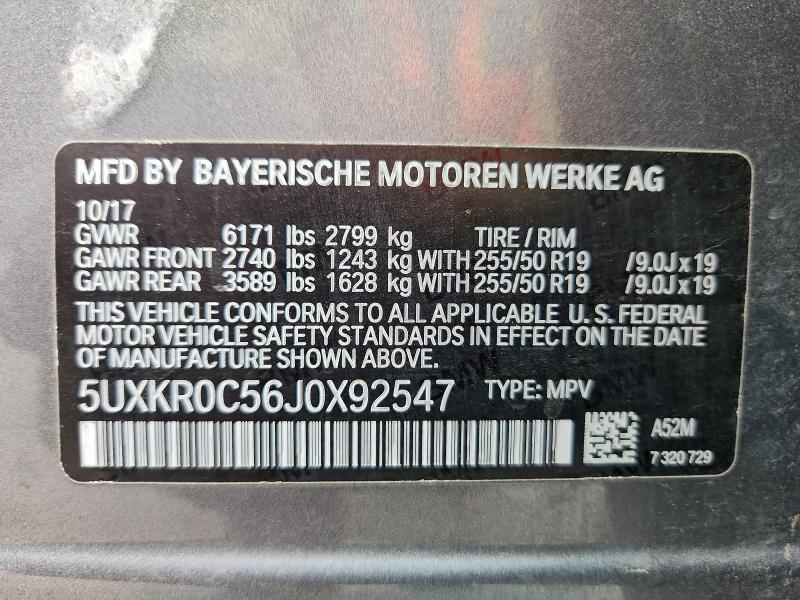 MFD BY BAYERISCHE MOTOREN WERKE AG
10/17
GVWR 6171 lbs 2799 kg TIRE / RIM
GAWR FRONT 2740 lbs 1243 kg WITH 255/50 R19 /9.0J x 19
GAWR REAR 3589 lbs 1628 kg WITH 255/50 R19 /9.0J x 19
THIS VEHICLE CONFORMS TO ALL APPLICABLE U. S. FEDERAL
MOTOR VEHICLE SAFETY STANDARDS IN EFFECT ON THE DATE
OF MANUFACTURE SHOWN ABOVE.
5UXKR0C56J0X92547 TYPE: MPV
A52M
7 320 729